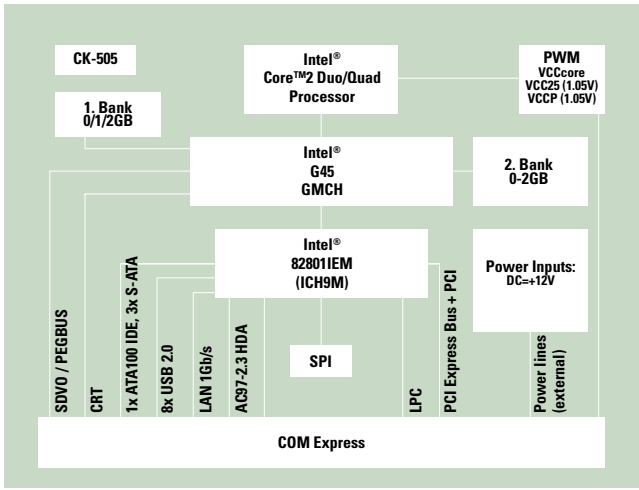 CK-505
Intel®
Core™2 Duo/Quad
Processor
PWM
VCCcore
VCC25 (1.05V)
VCCP (1.05V)
1. Bank
0/1/2GB
Intel®
G45
GMCH
2. Bank
0-2GB
Intel®
82801IEM
(ICH9M)
Power Inputs:
DC=+12V
SPI
SDVO / PEGBUS
CRT
1x ATA100 IDE, 3x S-ATA
8x USB 2.0
LAN 1Gb/s
AC97-2.3 HDA
LPC
PCI Express Bus + PCI
Power lines
(external)
COM Express